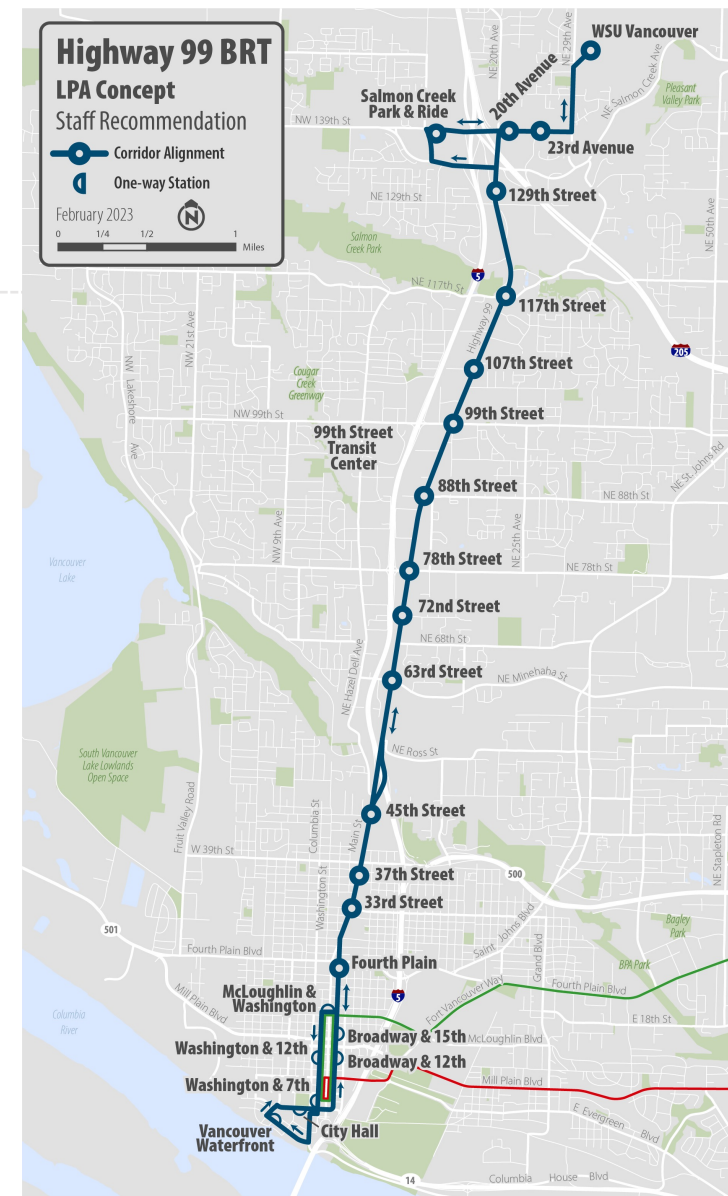 Highway 99 BRT
LPA Concept
Staff Recommendation
Corridor Alignment
One-way Station
February 2023
N
0 1/4 1/2 1
Miles
WSU Vancouver
NE 20th Ave
NE 29th Ave
20th Avenue
NE Salmon Creek Ave
Pleasant
Valley Park
Salmon Creek
Park & Ride
NW 139th St
23rd Avenue
NE 129th St
129th Street
NE 50th Ave
Salmon
Creek Park
5
NE 117th St
117th Street
Highway 99
NW 21st Ave
205
NW Lakeshore Ave
107th Street
Cougar
Creek
Greenway
NW 99th St
99th Street
99th Street
Transit
Center
NE St. Johns Rd
88th Street
NE 88th St
NW 9th Ave
NE 25th Ave
78th Street
NE 78th St
Vancouver
Lake
72nd Street
NE 68th St
NE Hazel Dell Ave
63rd Street
NE Minehaha St
NE Ross St
South Vancouver
Lake Lowlands
Open Space
Fruit Valley Road
Columbia St
Main St
45th Street
NE Stapleton Rd
W 39th St
Washington St
37th Street
500
33rd Street
501
Saint Johns Blvd
Grand Blvd
Bagley
Park
Fourth Plain Blvd
Fourth Plain
BPA Park
Mill Plain Blvd
McLoughlin &
Washington
5
Fort Vancouver Way
Fourth Plain Blvd
Columbia
River
E 18th St
Broadway & 15th
McLoughlin Blvd
Washington & 12th
Broadway & 12th
Washington & 7th
Mill Plain Blvd
E Evergreen Blvd
City Hall
Vancouver
Waterfront
14
Columbia House Blvd